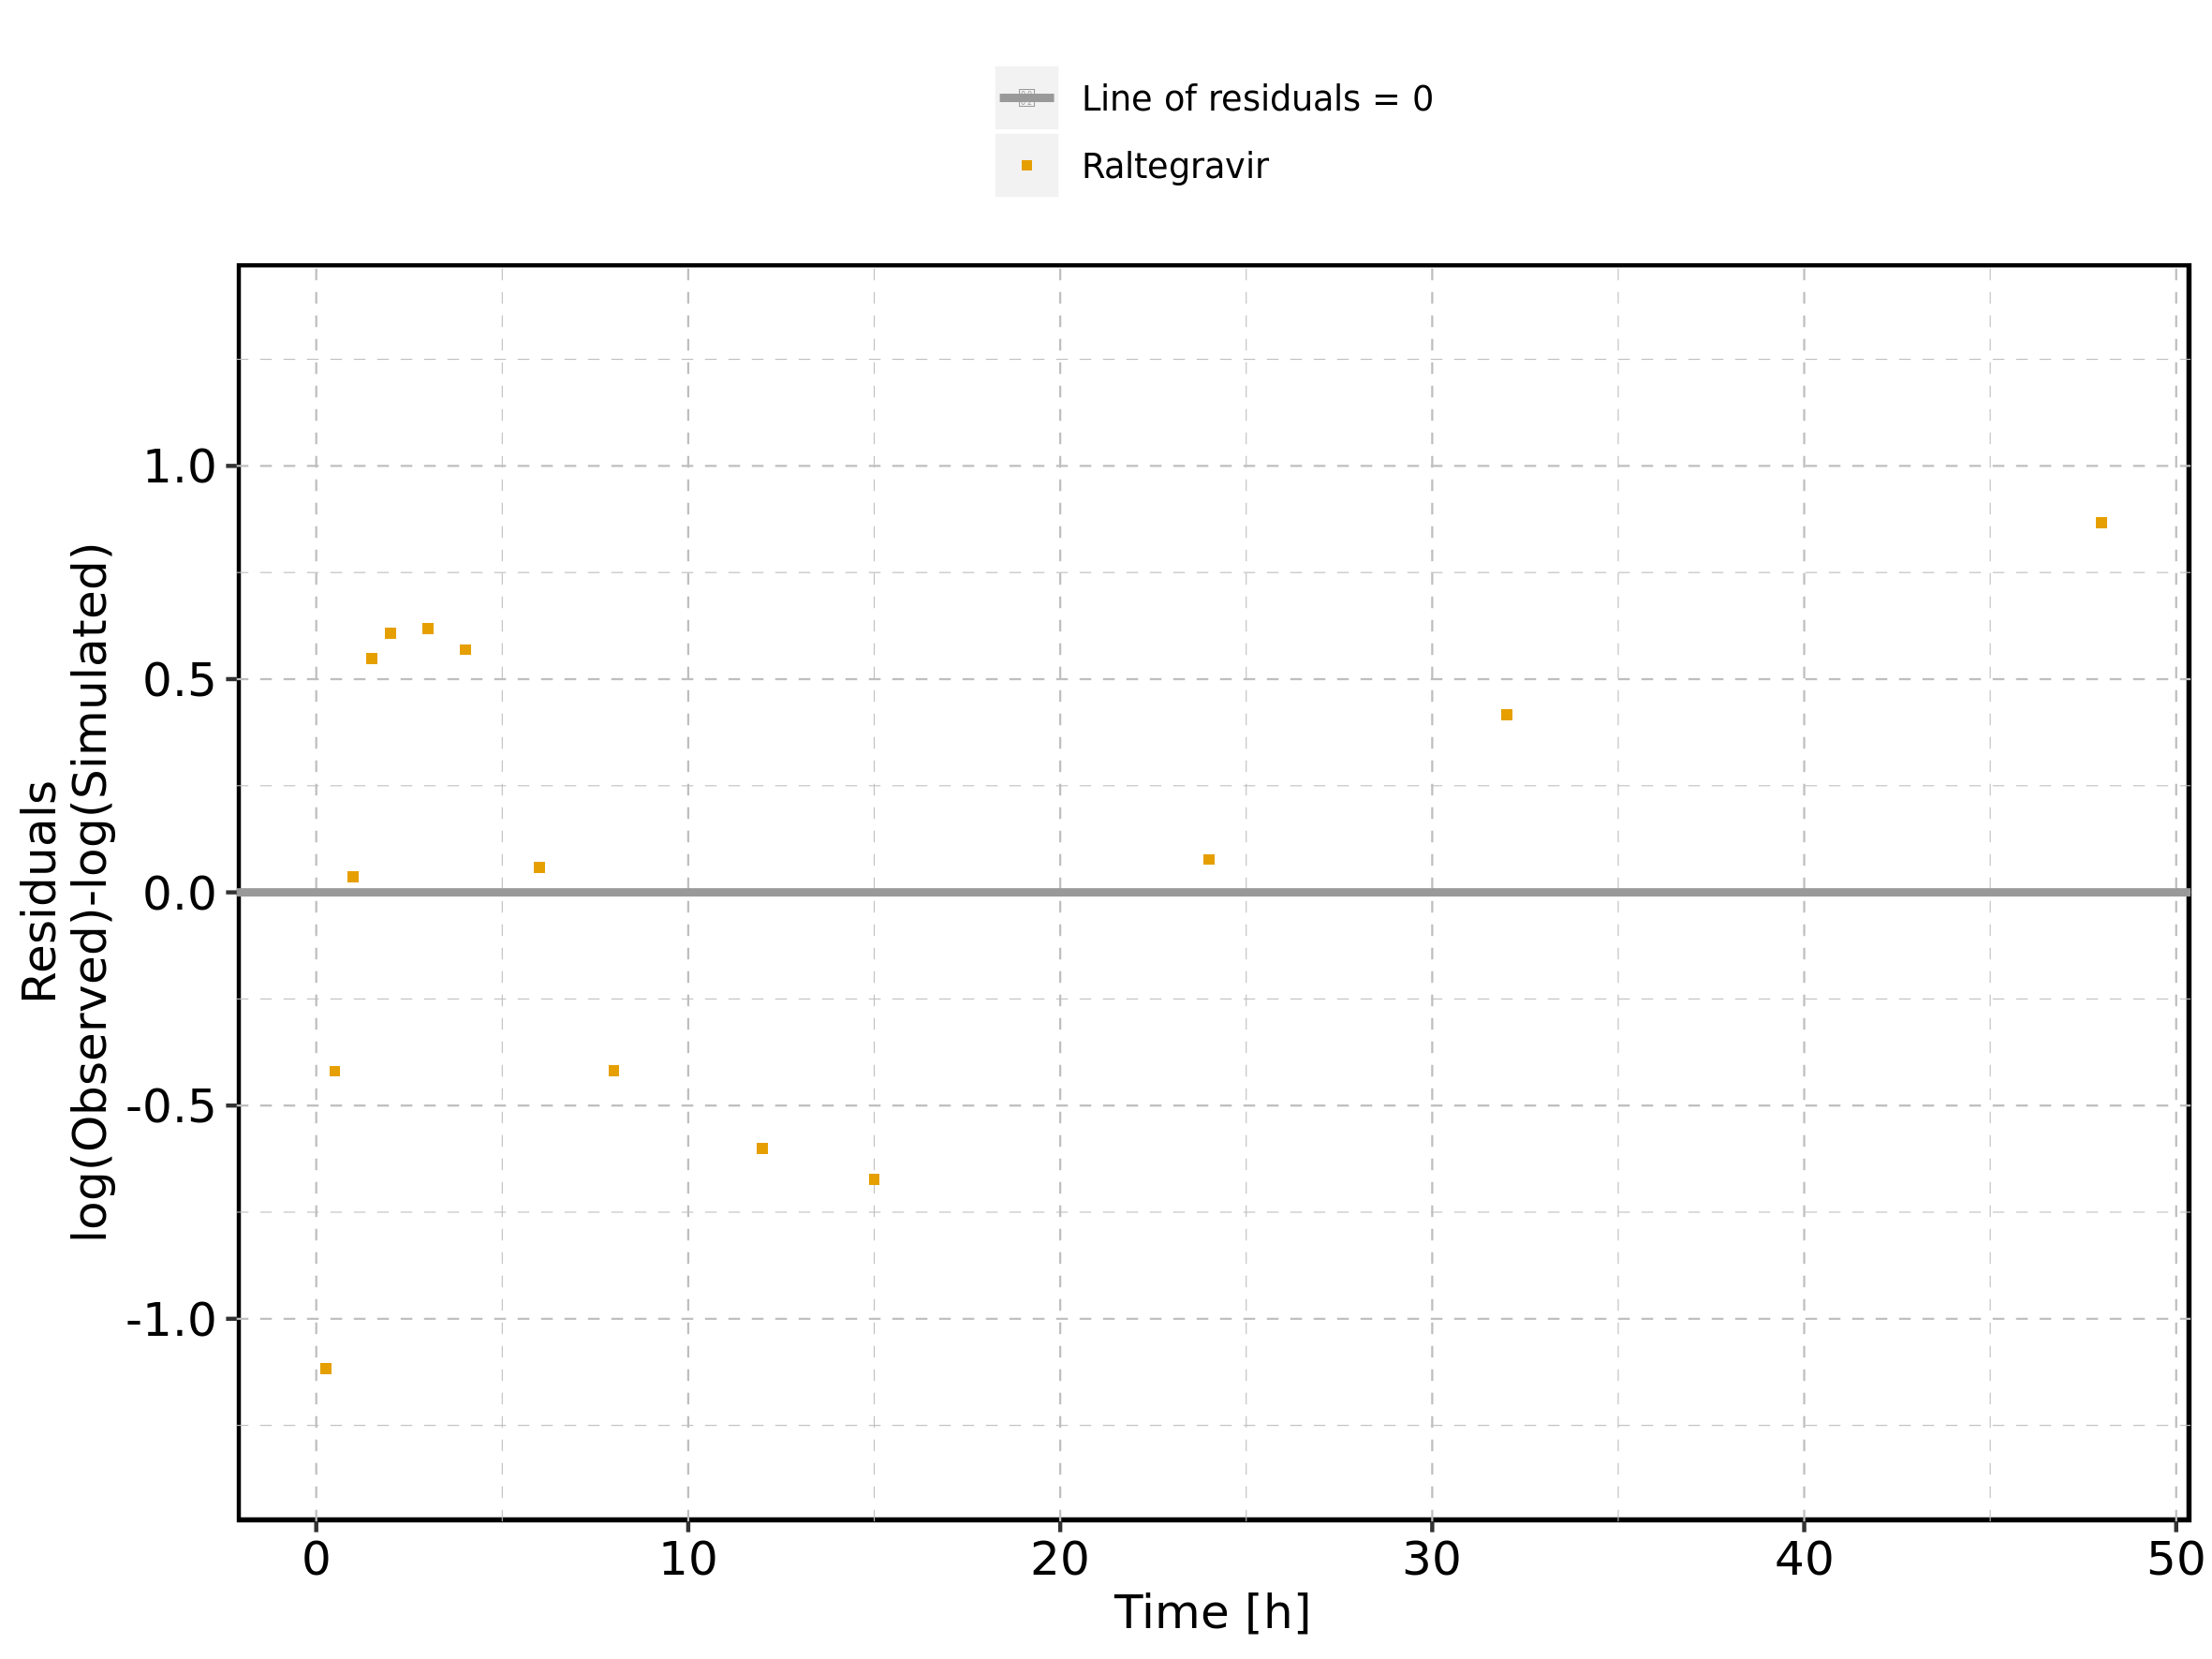 Line of residuals = 0
Raltegravir
Residuals
log(Observed)-log(Simulated)
1.0
0.5
0.0
-0.5
-1.0
0 10 20 30 40 50
Time [h]